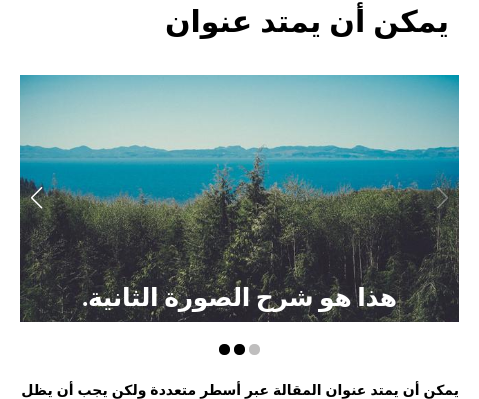 يمكن أن يمتد عنوان
هذا هو شرح الصورة الثانية.
يمكن أن يمتد عنوان المقالة عبر أسطر متعددة ولكن يجب أن يظل